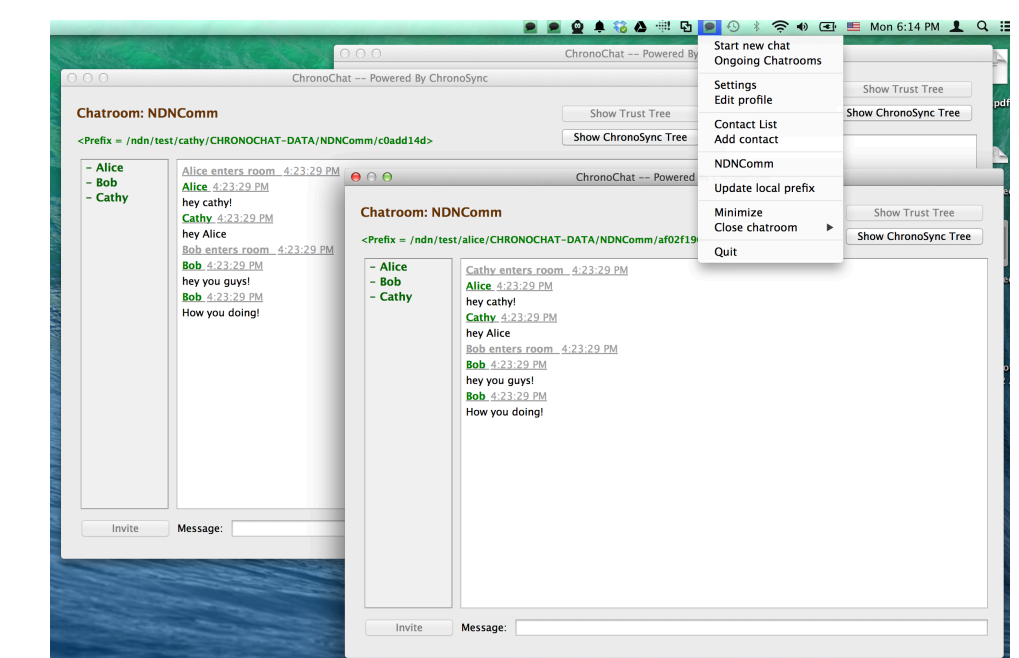 Mon 6:14 PM
ChronoChat -- Powered By
Start new chat
Ongoing Chatrooms
Settings
Edit profile
Contact List
Add contact
NDNComm
Update local prefix
Minimize
Close chatroom
Quit
Show Trust Tree
Show ChronoSync Tree
pdf
ChronoChat -- Powered By ChronoSync
Chatroom: NDNComm
Show Trust Tree
<Prefix = /ndn/test/cathy/CHRONOCHAT-DATA/NDNComm/c0add14d>
Show ChronoSync Tree
- Alice
- Bob
- Cathy
Alice enters room 4:23:29 PM
Alice 4:23:29 PM
hey cathy!
Cathy 4:23:29 PM
hey Alice
Bob enters room 4:23:29 PM
Bob 4:23:29 PM
hey you guys!
Bob 4:23:29 PM
How you doing!
Invite
Message:
ChronoChat -- Powered
Chatroom: NDNComm
Show Trust Tree
<Prefix = /ndn/test/alice/CHRONOCHAT-DATA/NDNComm/af02f19
Show ChronoSync Tree
- Alice
- Bob
- Cathy
Cathy enters room 4:23:29 PM
Alice 4:23:29 PM
hey cathy!
Cathy 4:23:29 PM
hey Alice
Bob enters room 4:23:29 PM
Bob 4:23:29 PM
hey you guys!
Bob 4:23:29 PM
How you doing!
Invite
Message: